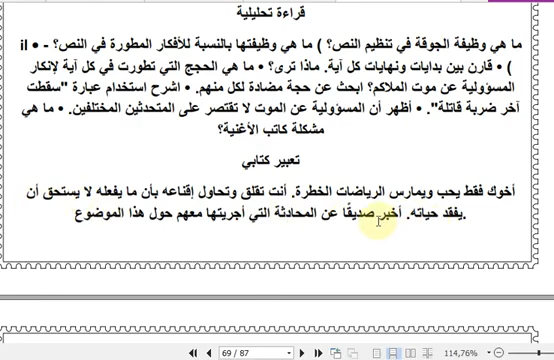 قراءة تحليلية
ما هي وظيفة الجوقة في تنظيم النص؟ ) ما هي وظيفتها بالنسبة للأفكار المطورة في النص؟ - • il
) • قارن بين بدايات ونهايات كل آية. ماذا ترى؟ • ما هي الحجج التي تطورت في كل آية لإنكار
المسؤولية عن موت الملاكم؟ ابحث عن حجة مضادة لكل منهم. • اشرح استخدام عبارة "سقطت
آخر ضربة قاتلة". • أظهر أن المسؤولية عن الموت لا تقتصر على المتحدثين المختلفين. • ما هي
مشكلة كاتب الأغنية؟
تعبير كتابي
أخوك فقط يحب ويمارس الرياضات الخطرة. أنت تقلق وتحاول إقناعه بأن ما يفعله لا يستحق أن
يفقد حياته. أخبر صديقًا عن المحادثة التي أجريتها معهم حول هذا الموضوع.
69 / 87
114,76%